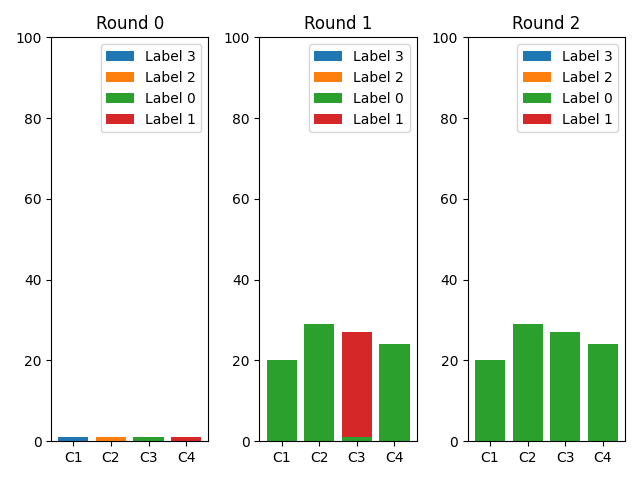 Round 0
100
80
60
40
20
0
Label 3
Label 2
Label 0
Label 1
C1 C2 C3 C4
Round 1
100
80
60
40
20
0
Label 3
Label 2
Label 0
Label 1
C1 C2 C3 C4
Round 2
100
80
60
40
20
0
Label 3
Label 2
Label 0
Label 1
C1 C2 C3 C4